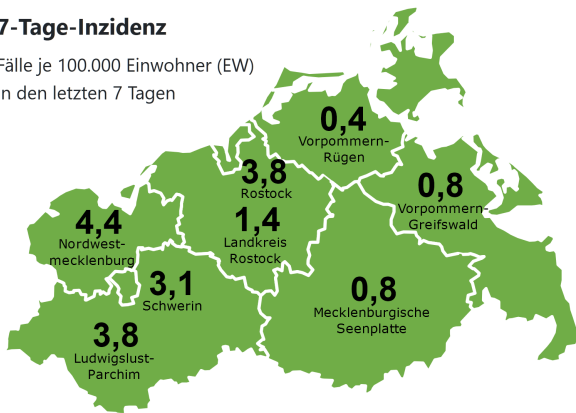 7-Tage-Inzidenz
Fälle je 100.000 Einwohner (EW)
in den letzten 7 Tagen
0,4
Vorpommern-
Rügen
3,8
Rostock
0,8
Vorpommern-
Greifswald
4,4
Nordwest-
mecklenburg
1,4
Landkreis
Rostock
3,1
Schwerin
0,8
Mecklenburgische
Seenplatte
3,8
Ludwigslust-
Parchim